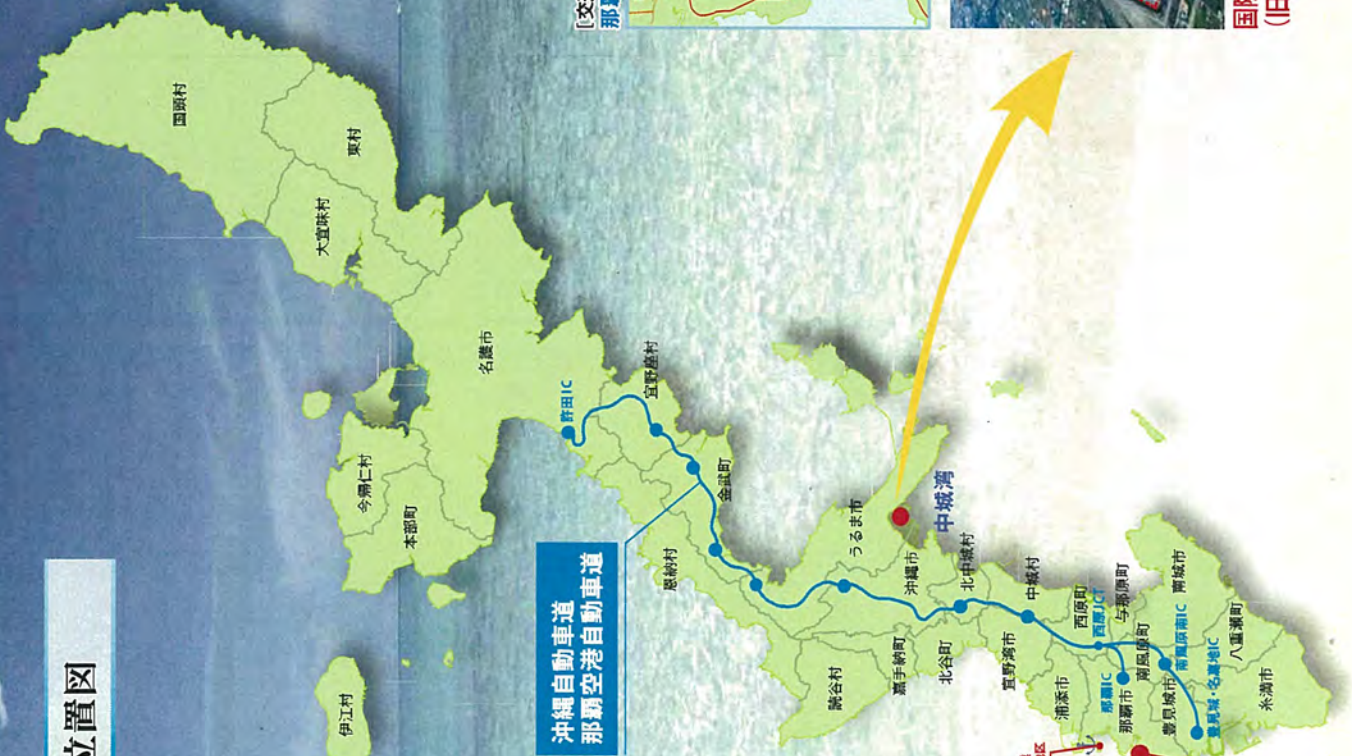 位置図
[交
那覇
国際
(旧
国頭村
東村
大宜味村
今帰仁村
本部町
名護市
伊江村
許田IC
宜野座村
金武町
恩納村
沖縄自動車道
那覇空港自動車道
うるま市
中城湾
沖縄市
読谷村
嘉手納町
北谷町
北中城村
中城村
宜野湾市
浦添市
西原町
西原JCT
与那原町
那覇IC
那覇市
南風原町
南風原南IC
南城市
豊見城市
豊見城・名嘉地IC
八重瀬町
糸満市
区